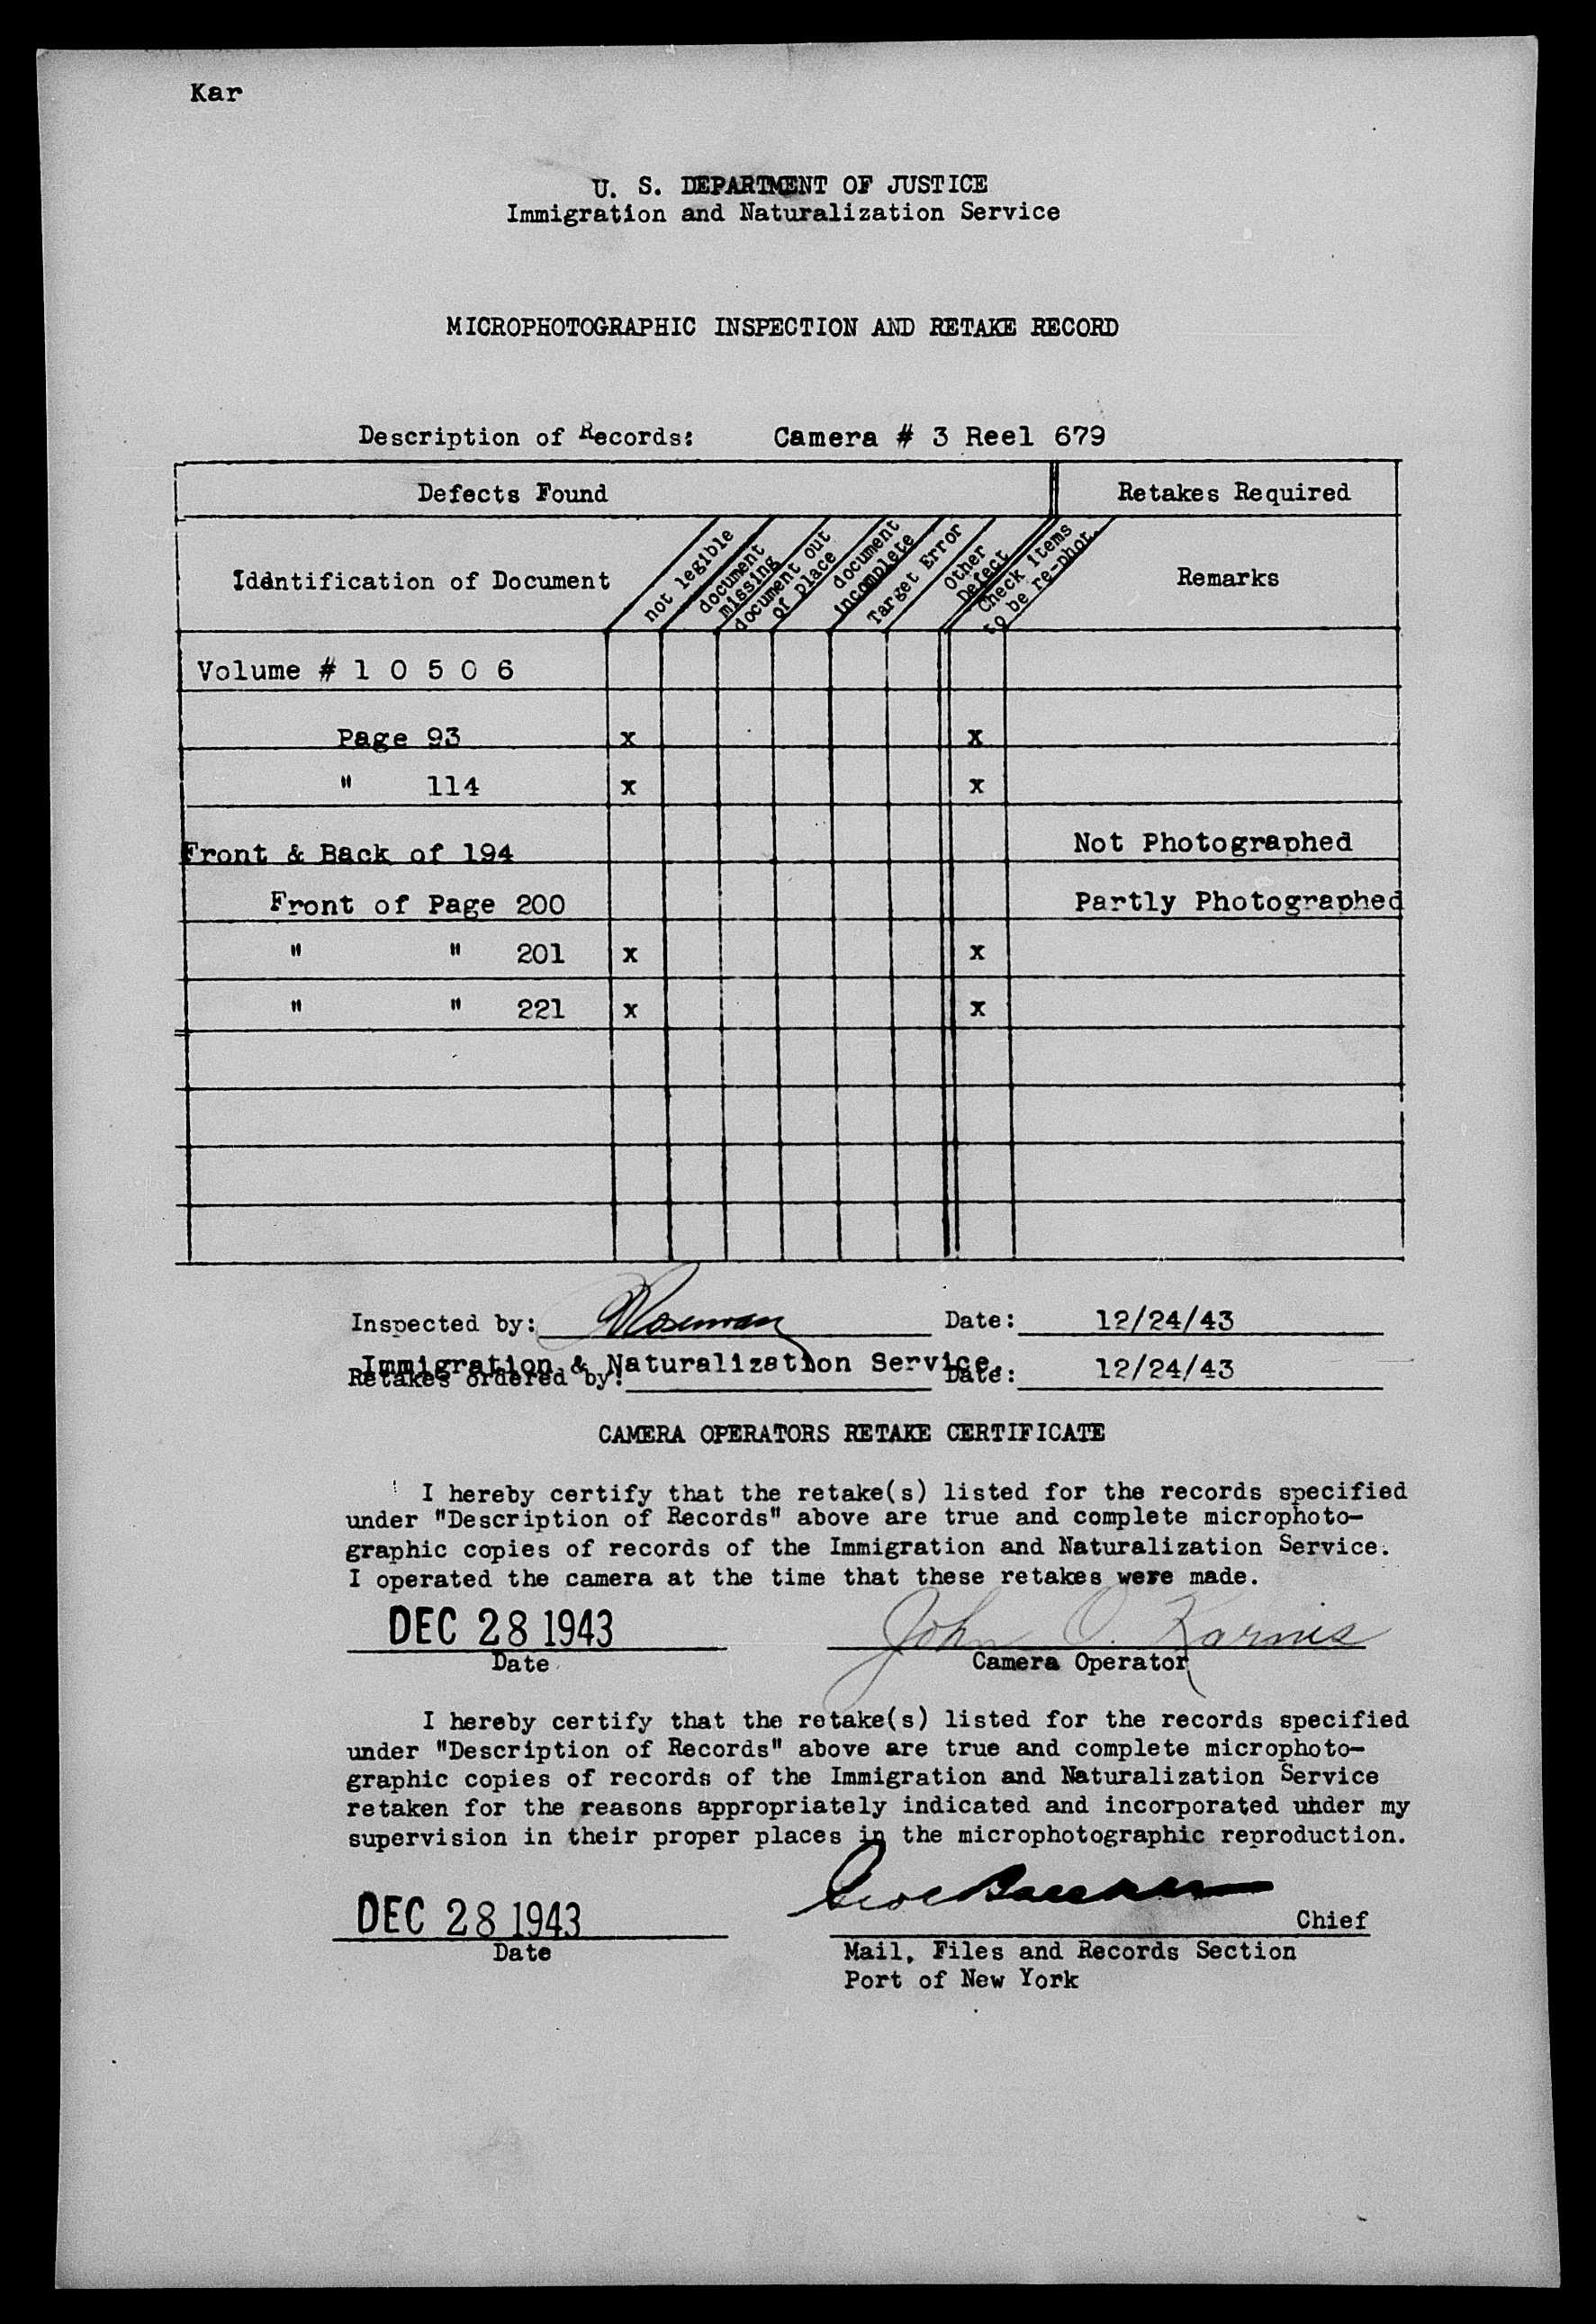 Kar
U. S. DEPARTMENT OF JUSTICE
Immigration and Naturalization Service
MICROPHOTOGRAPHIC INSPECTION AND RETAKE RECORD
Description of Records: Camera # 3 Reel 679
Defects Found Retakes Required
Identification of Document
not legible
document missing
document out of place
document incomplete
Target Error
Other Defect
Check items to be re-phot.
Remarks
Volume # 1 0 5 0 6
Page 93 x x
" 114 x x
Front & Back of 194 Not Photographed
Front of Page 200 Partly Photographed
" " 201 x x
" " 221 x x
Inspected by: Date: 12/24/43
Immigration & Naturalization Service.
Retakes ordered by: Date: 12/24/43
CAMERA OPERATORS RETAKE CERTIFICATE
I hereby certify that the retake(s) listed for the records specified
under "Description of Records" above are true and complete microphoto-
graphic copies of records of the Immigration and Naturalization Service.
I operated the camera at the time that these retakes were made.
DEC 28 1943 John O. Karnis
Date Camera Operator
I hereby certify that the retake(s) listed for the records specified
under "Description of Records" above are true and complete microphoto-
graphic copies of records of the Immigration and Naturalization Service
retaken for the reasons appropriately indicated and incorporated uhder my
supervision in their proper places in the microphotographic reproduction.
DEC 28 1943 Chief
Date Mail, Files and Records Section
Port of New York